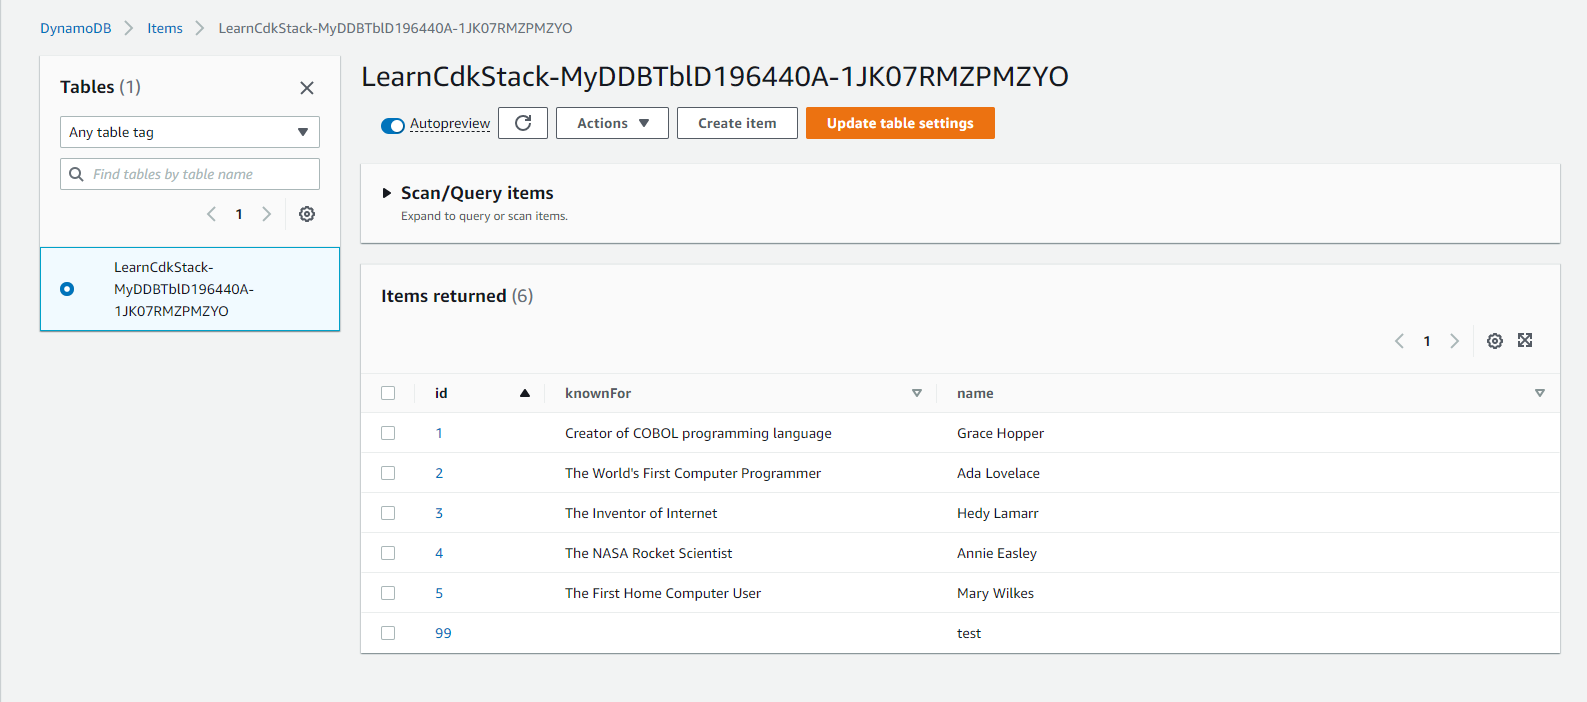 DynamoDB > Items > LearnCdkStack-MyDDBTblD196440A-1JK07RMZPMZYO
Tables (1)
Any table tag
Find tables by table name
1
LearnCdkStack-
MyDDBTblD196440A-
1JK07RMZPMZYO
LearnCdkStack-MyDDBTblD196440A-1JK07RMZPMZYO
Autopreview Actions Create item Update table settings
Scan/Query items
Expand to query or scan items.
Items returned (6)
1
id knownFor name
1 Creator of COBOL programming language Grace Hopper
2 The World's First Computer Programmer Ada Lovelace
3 The Inventor of Internet Hedy Lamarr
4 The NASA Rocket Scientist Annie Easley
5 The First Home Computer User Mary Wilkes
99 test